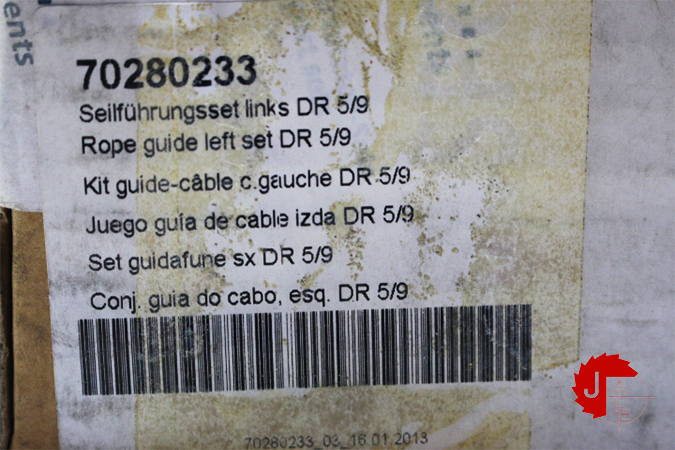 ents
70280233
Seilführungsset links DR 5/9
Rope guide left set DR 5/9
Kit guide-câble c.gauche DR 5/9
Juego guía de cable izda DR 5/9
Set guidafune sx DR 5/9
Conj. guia do cabo, esq. DR 5/9
70280233_03_16.01.2013
J